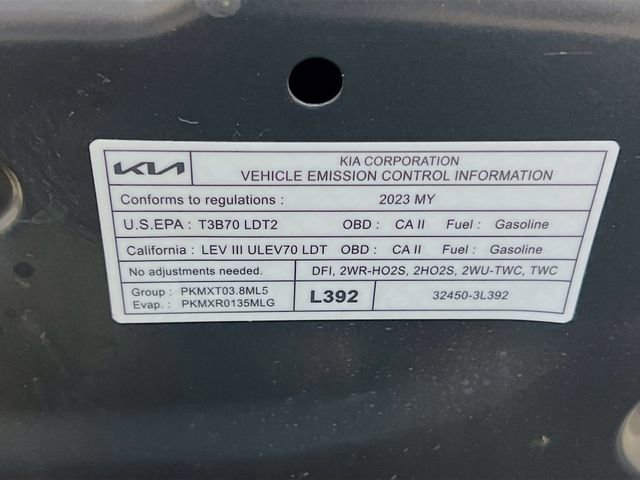 KIA
KIA CORPORATION
VEHICLE EMISSION CONTROL INFORMATION
Conforms to regulations : 2023 MY
U.S.EPA : T3B70 LDT2 OBD : CA II Fuel : Gasoline
California : LEV III ULEV70 LDT OBD : CA II Fuel : Gasoline
No adjustments needed. DFI, 2WR-HO2S, 2HO2S, 2WU-TWC, TWC
Group : PKMXT03.8ML5
Evap. : PKMXR0135MLG
L392
32450-3L392